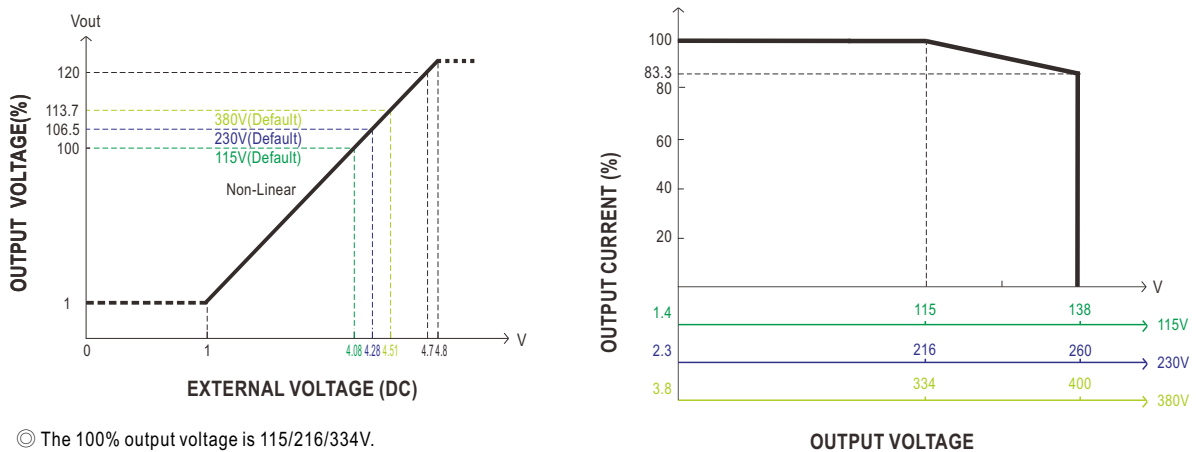 Vout
OUTPUT VOLTAGE(%)
120
113.7
106.5
100
1
380V(Default)
230V(Default)
115V(Default)
Non-Linear
0
1
4.08
4.28
4.51
4.7
4.8
V
EXTERNAL VOLTAGE (DC)
◎ The 100% output voltage is 115/216/334V.
OUTPUT CURRENT (%)
100
83.3
80
60
40
20
V
1.4 115 138 115V
2.3 216 260 230V
3.8 334 400 380V
OUTPUT VOLTAGE